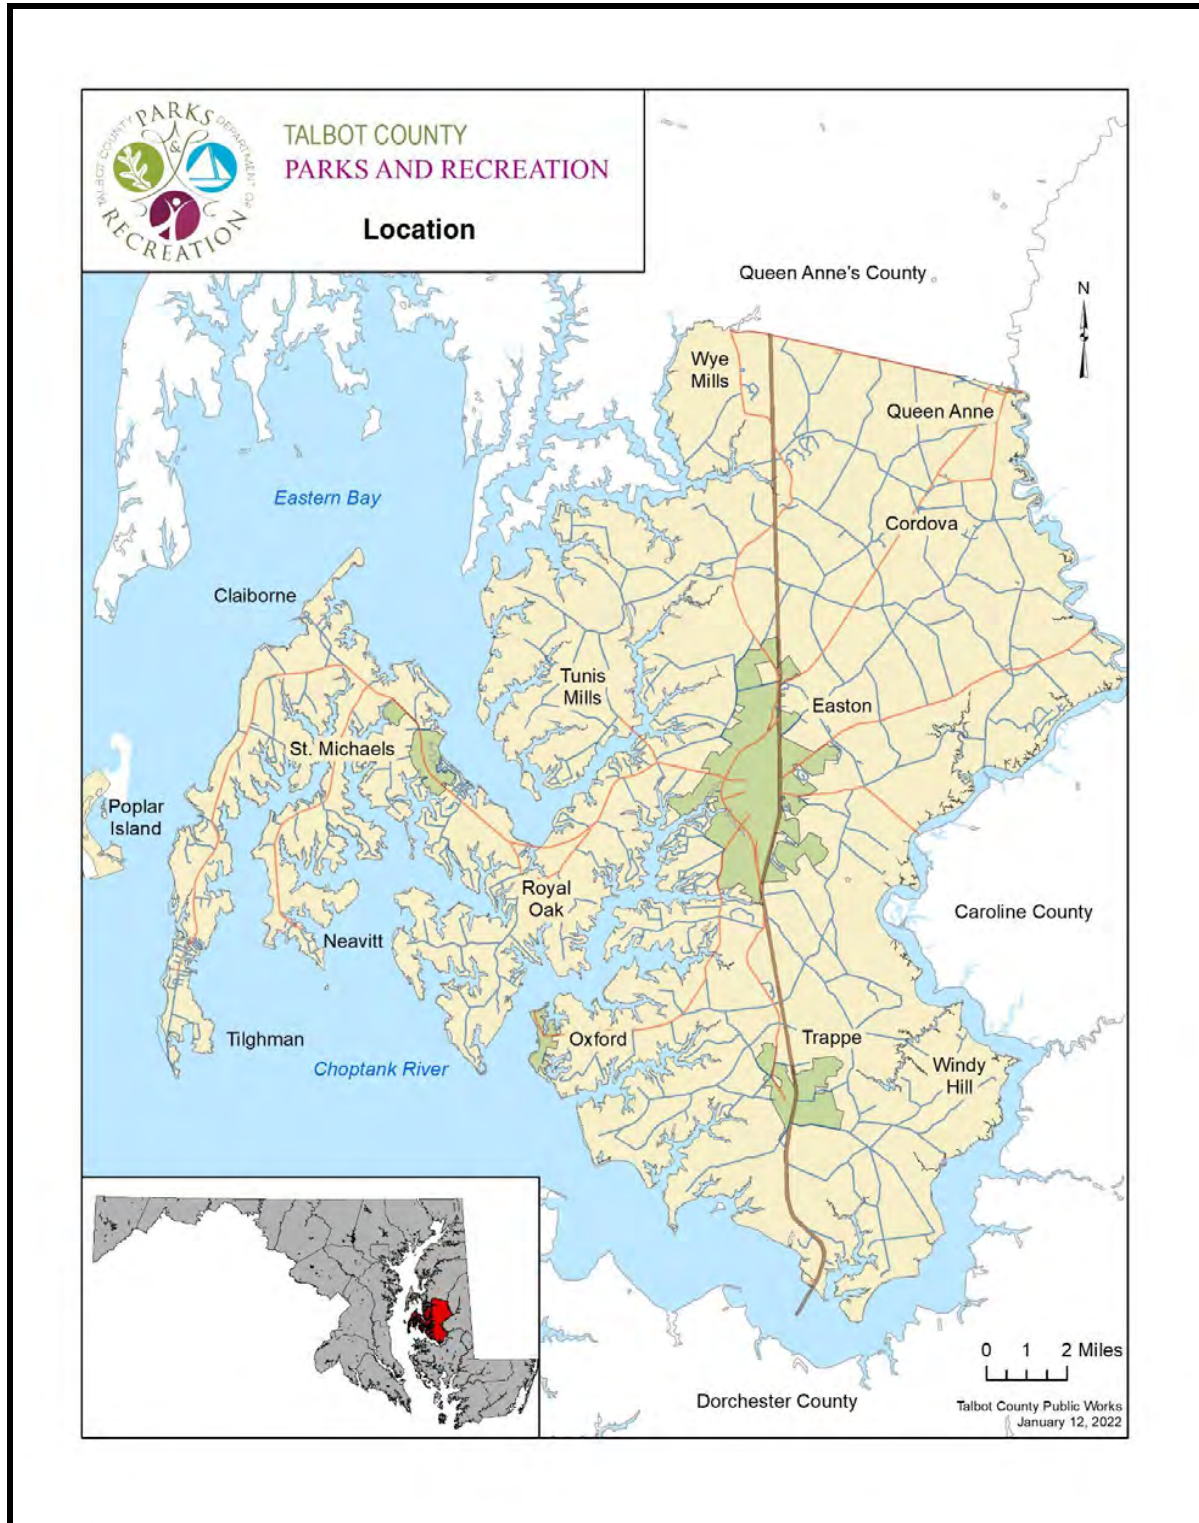 TALBOT COUNTY DEPARTMENT OF
PARKS
&
RECREATION
TALBOT COUNTY
PARKS AND RECREATION
Location
Queen Anne's County
N
Wye
Mills
Queen Anne
Eastern Bay
Cordova
Claiborne
Tunis
Mills
Easton
St. Michaels
Poplar
Island
Royal
Oak
Caroline County
Neavitt
Tilghman
Oxford
Trappe
Choptank River
Windy
Hill
0 1 2 Miles
Dorchester County
Talbot County Public Works
January 12, 2022